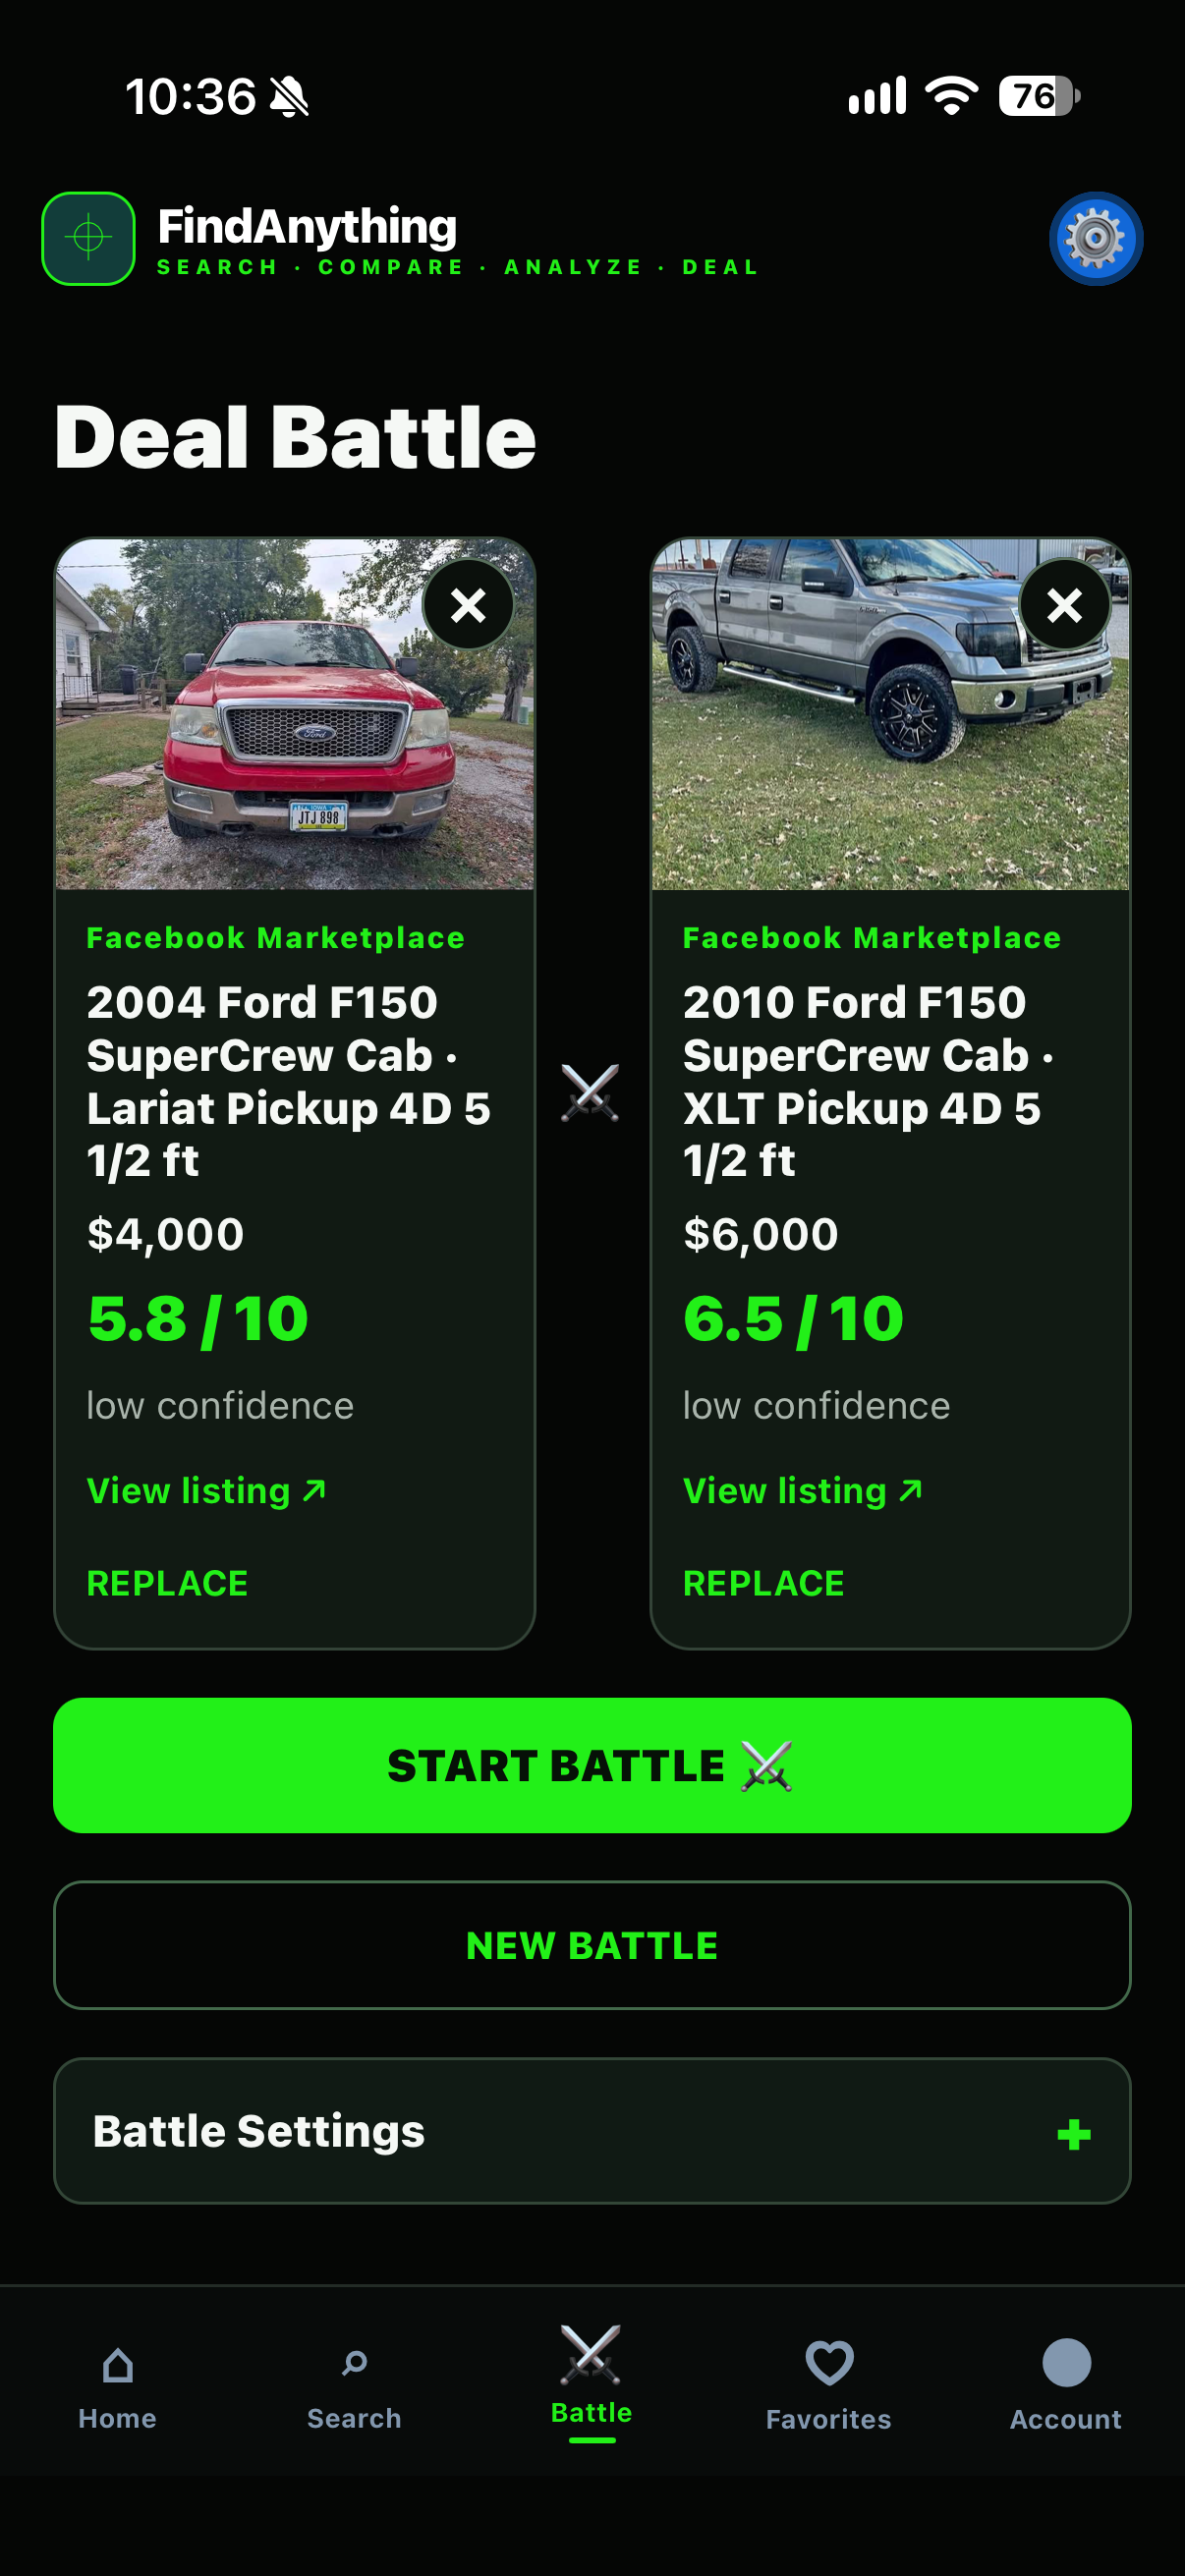 10:36
76
FindAnything
SEARCH · COMPARE · ANALYZE · DEAL
Deal Battle
Ford
IOWA
JTJ 898
Facebook Marketplace
2004 Ford F150
SuperCrew Cab ·
Lariat Pickup 4D 5
1/2 ft
$4,000
5.8 / 10
low confidence
View listing ↗
REPLACE
⚔️
Facebook Marketplace
2010 Ford F150
SuperCrew Cab ·
XLT Pickup 4D 5
1/2 ft
$6,000
6.5 / 10
low confidence
View listing ↗
REPLACE
START BATTLE ⚔️
NEW BATTLE
Battle Settings
+
Home
Search
Battle
Favorites
Account